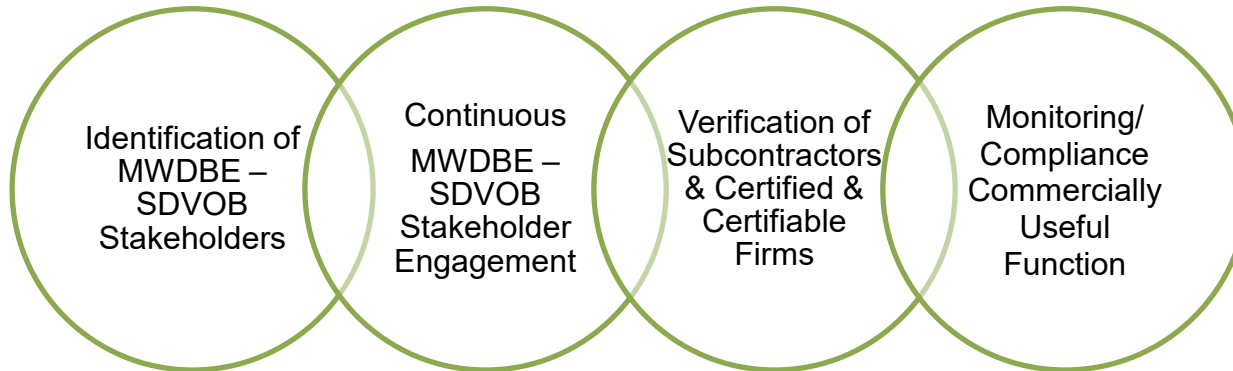 Identification of
MWDBE –
SDVOB
Stakeholders
Continuous
MWDBE –
SDVOB
Stakeholder
Engagement
Verification of
Subcontractors
& Certified &
Certifiable
Firms
Monitoring/
Compliance
Commercially
Useful
Function